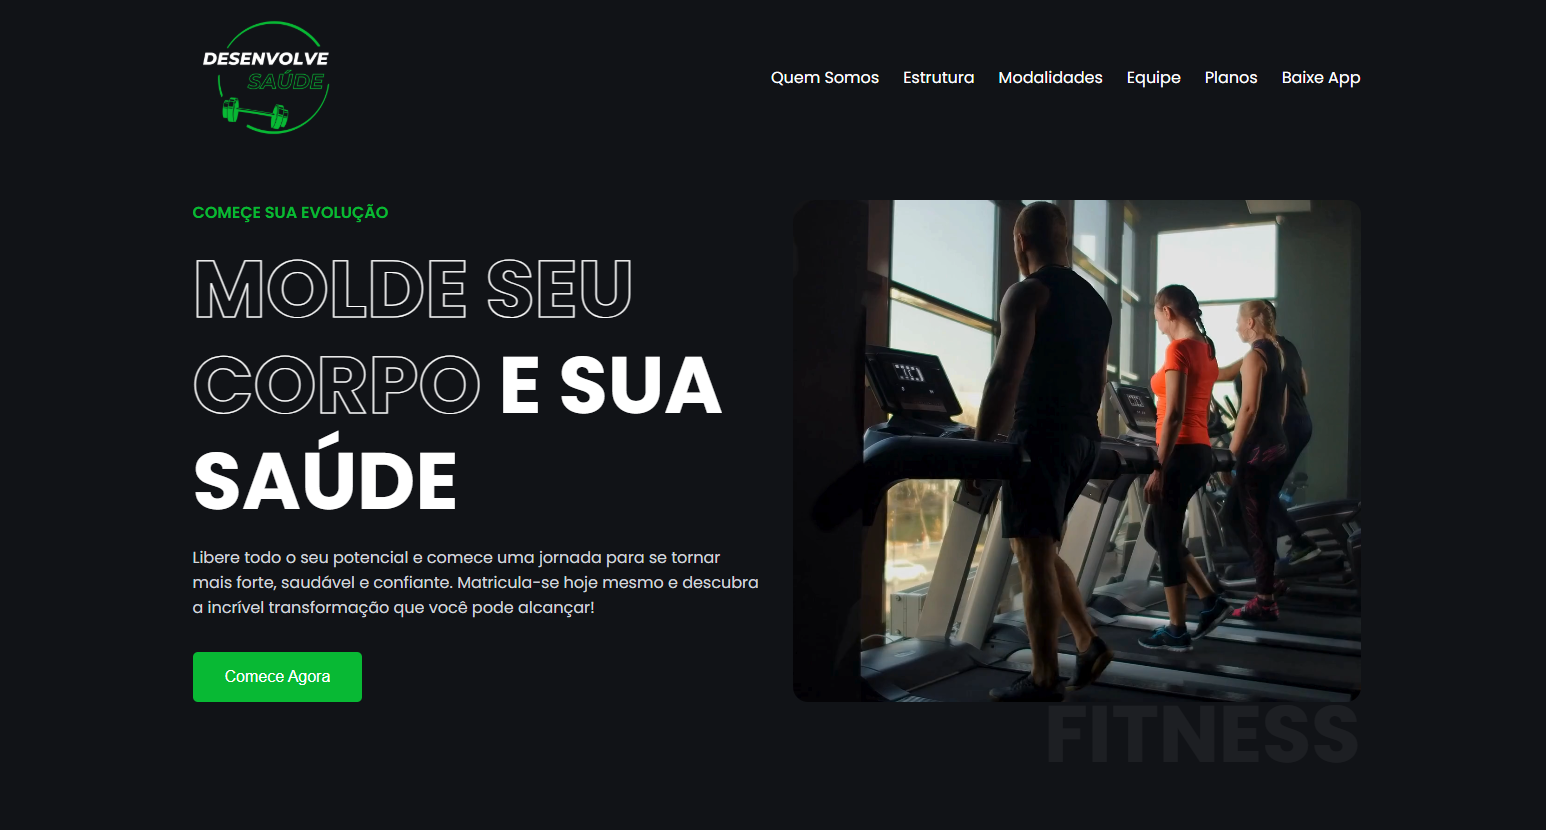 DESENVOLVE
SAÚDE
Quem Somos Estrutura Modalidades Equipe Planos Baixe App
COMEÇE SUA EVOLUÇÃO
MOLDE SEU
CORPO E SUA
SAÚDE
Libere todo o seu potencial e comece uma jornada para se tornar
mais forte, saudável e confiante. Matricula-se hoje mesmo e descubra
a incrível transformação que você pode alcançar!
Comece Agora
FITNESS